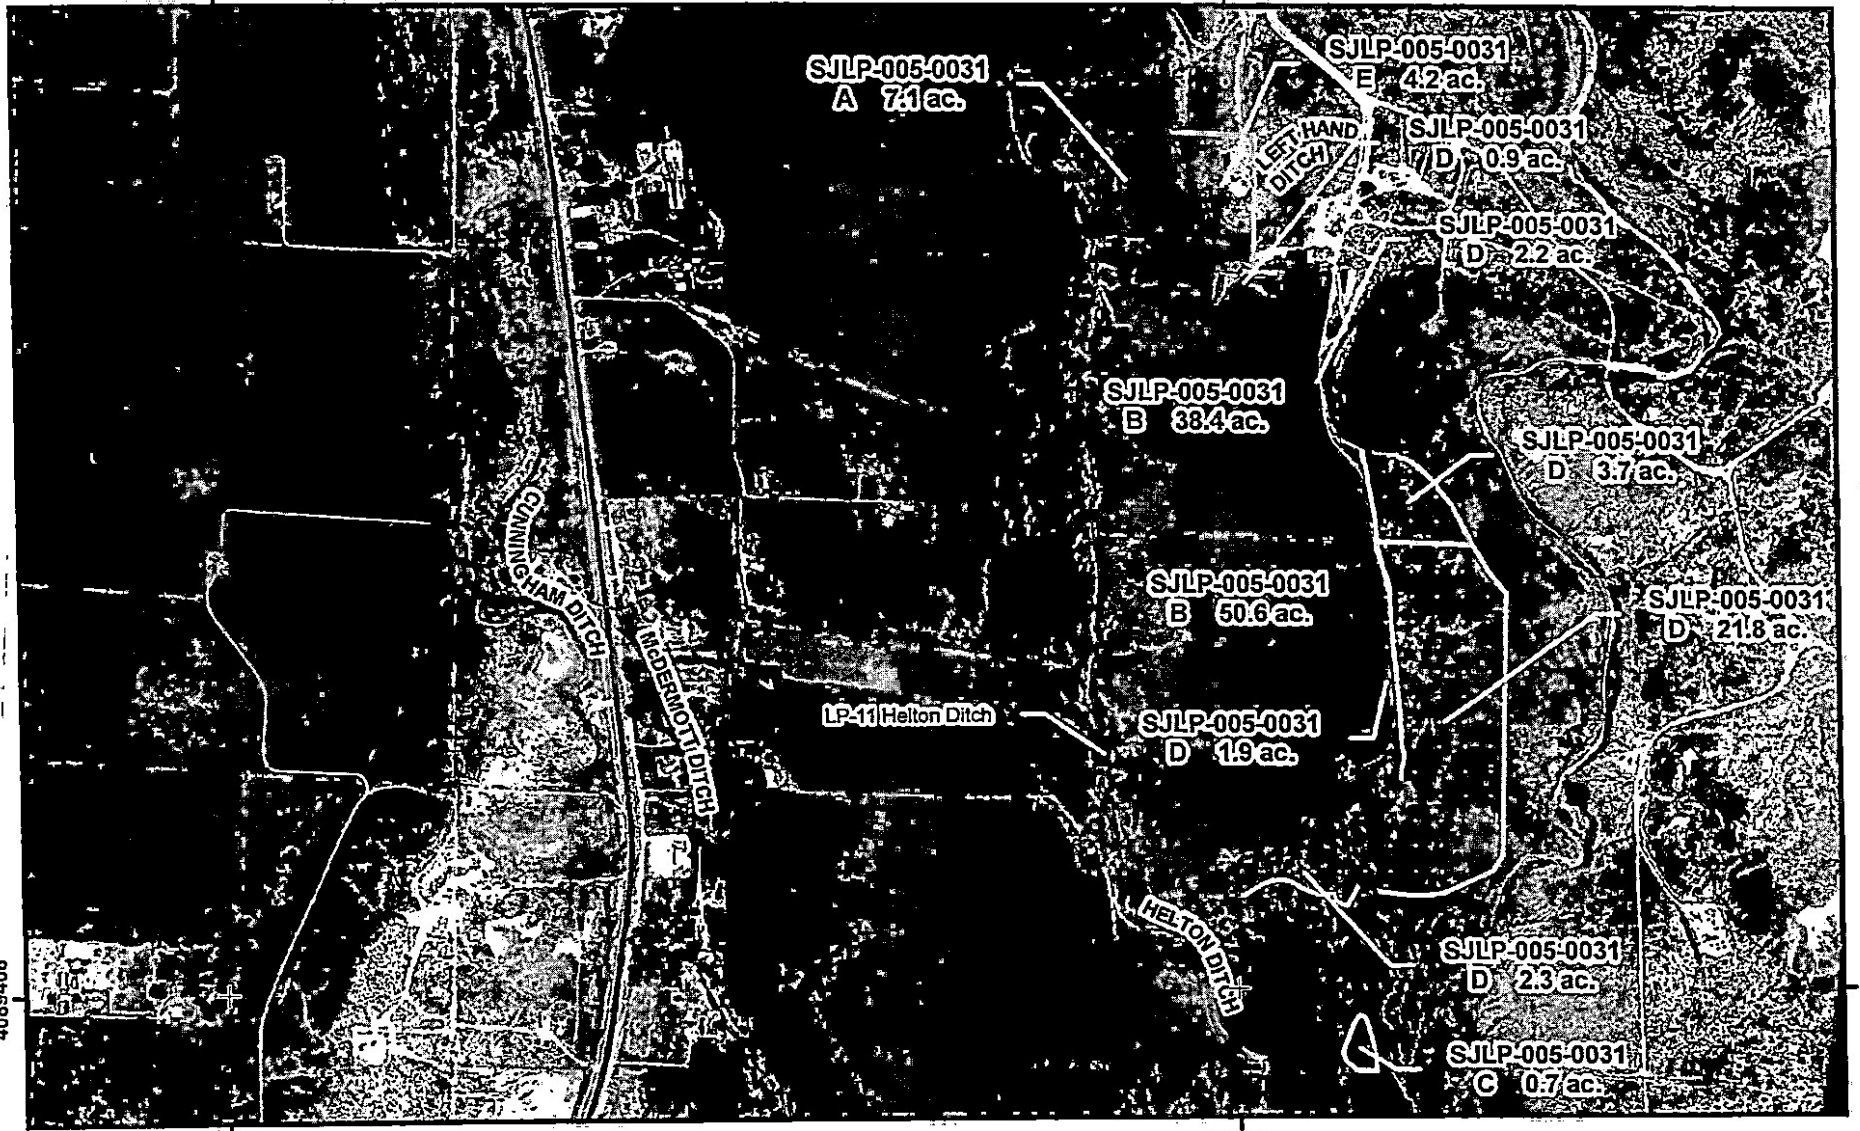 SJLP-005-0031
A 7.1 ac.
SJLP-005-0031
E 4.2 ac.
LEFT HAND
DITCH
SJLP-005-0031
D 0.9 ac.
SJLP-005-0031
D 2.2 ac.
SJLP-005-0031
B 38.4 ac.
SJLP-005-0031
D 3.7 ac.
CUNNINGHAM DITCH
McDERMOTT DITCH
SJLP-005-0031
B 50.6 ac.
SJLP-005-0031
D 21.8 ac.
LP-11 Helton Ditch
SJLP-005-0031
D 1.9 ac.
HELTON DITCH
SJLP-005-0031
D 2.3 ac.
SJLP-005-0031
C 0.7 ac.